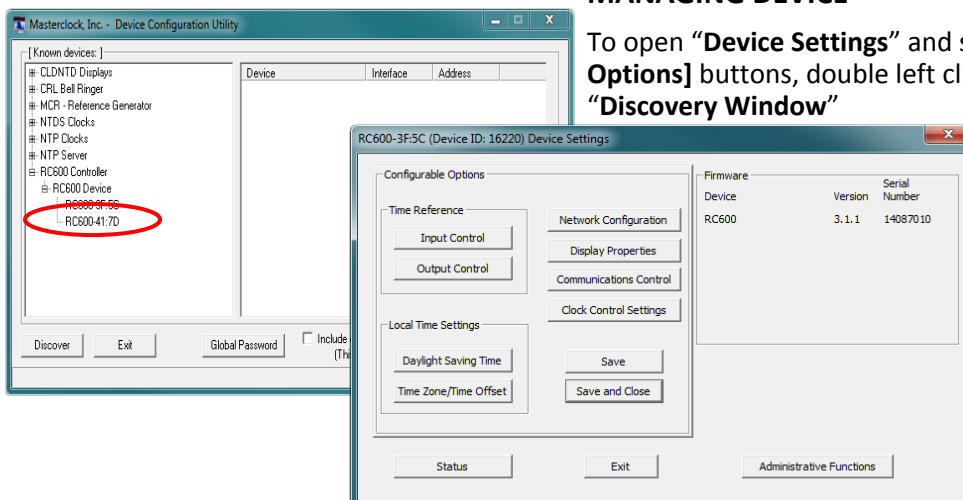 MANAGING DEVICE
To open “Device Settings” and
Options] buttons, double left
“Discovery Window”
Masterclock, Inc. - Device Configuration Utility
[ Known devices: ]
CLDNTD Displays
CRL Bell Ringer
MCR - Reference Generator
NTDS Clocks
NTP Clocks
NTP Server
RC600 Controller
RC600 Device
RC600-3F:5C
RC600-41:7D
Device Interface Address
Discover Exit Global Password Include
RC600-3F:5C (Device ID: 16220) Device Settings
Configurable Options
Time Reference
Input Control
Output Control
Local Time Settings
Daylight Saving Time
Time Zone/Time Offset
Network Configuration
Display Properties
Communications Control
Clock Control Settings
Save
Save and Close
Firmware
Device Version Serial Number
RC600 3.1.1 14087010
Status Exit Administrative Functions